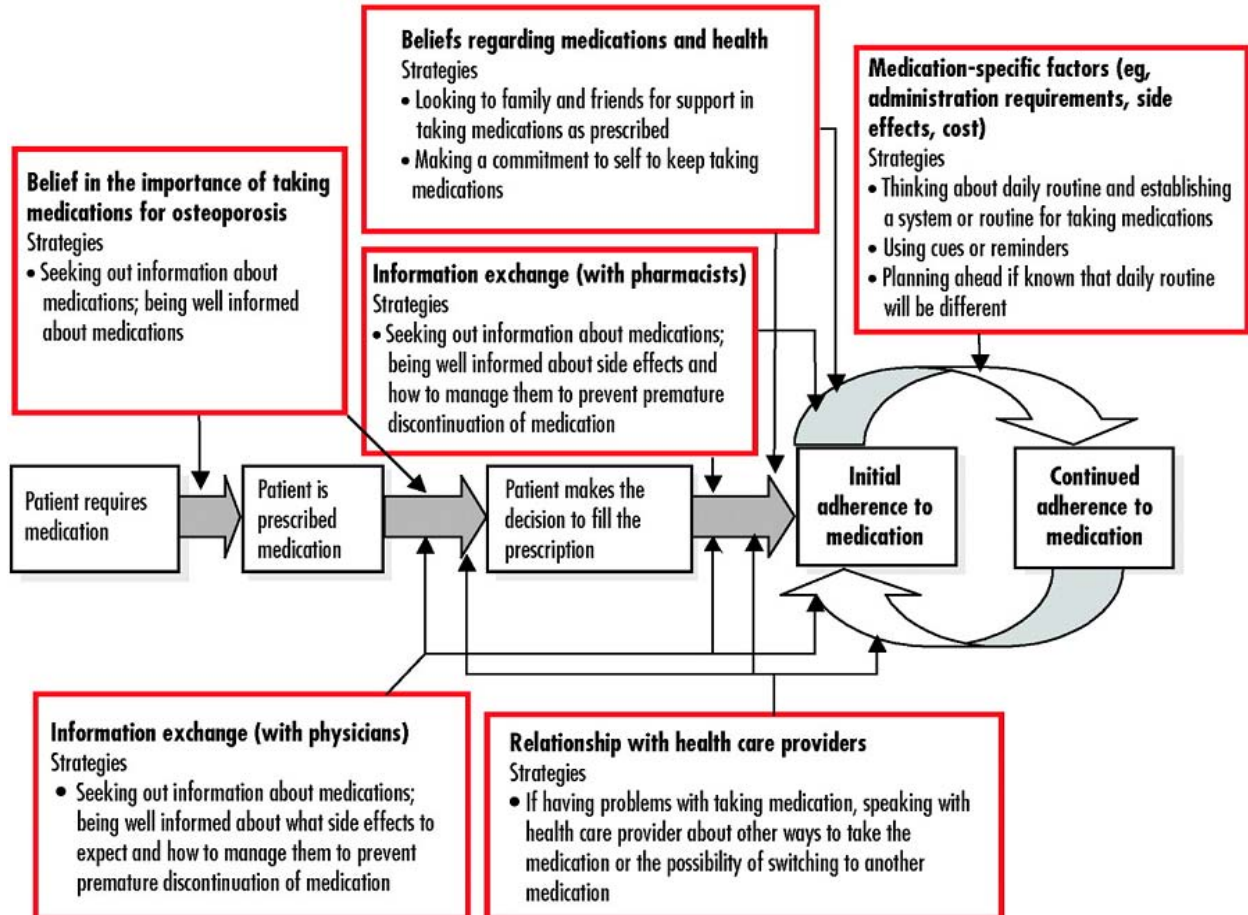 Beliefs regarding medications and health
Strategies
• Looking to family and friends for support in
taking medications as prescribed
• Making a commitment to self to keep taking
medications
Medication-specific factors (eg,
administration requirements, side
effects, cost)
Strategies
• Thinking about daily routine and establishing
a system or routine for taking medications
• Using cues or reminders
• Planning ahead if known that daily routine
will be different
Belief in the importance of taking
medications for osteoporosis
Strategies
• Seeking out information about
medications; being well informed
about medications
Information exchange (with pharmacists)
Strategies
• Seeking out information about medications;
being well informed about side effects and
how to manage them to prevent premature
discontinuation of medication
Patient requires
medication
Patient is
prescribed
medication
Patient makes the
decision to fill the
prescription
Initial
adherence to
medication
Continued
adherence to
medication
Information exchange (with physicians)
Strategies
• Seeking out information about medications;
being well informed about what side effects to
expect and how to manage them to prevent
premature discontinuation of medication
Relationship with health care providers
Strategies
• If having problems with taking medication, speaking with
health care provider about other ways to take the
medication or the possibility of switching to another
medication